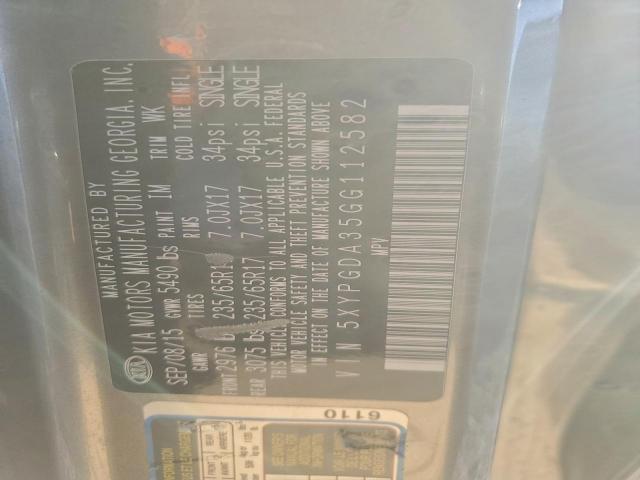 MANUFACTURED BY
KIA MOTORS MANUFACTURING GEORGIA, INC.
SEP/08/15 GVWR 5490 bs PAINT IM TRIM WK
GAWR TIRES RIMS COLD TIRE INFL.
FRONT 2976 235/65R17 7.0JX17 34psi SINGLE
REAR 3075 bs 235/65R17 7.0JX17 34psi SINGLE
THIS VEHICLE CONFORMS TO ALL APPLICABLE U.S.A. FEDERAL
MOTOR VEHICLE SAFETY AND THEFT PREVENTION STANDARDS
IN EFFECT ON THE DATE OF MANUFACTURE SHOWN ABOVE
VIN 5XYPGDA35GG112582
MPV
6110